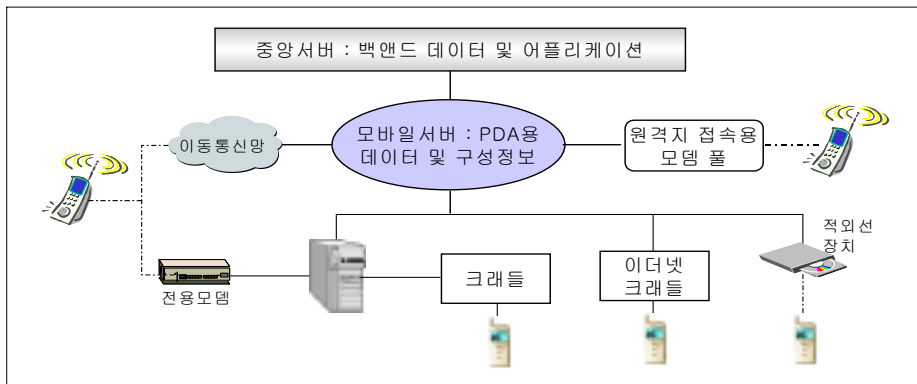 중앙서버 : 백앤드 데이터 및 어플리케이션
이동통신망
모바일서버 : PDA용
데이터 및 구성정보
원격지 접속용
모뎀 풀
전용모뎀
크래들
이더넷
크래들
적외선
장치